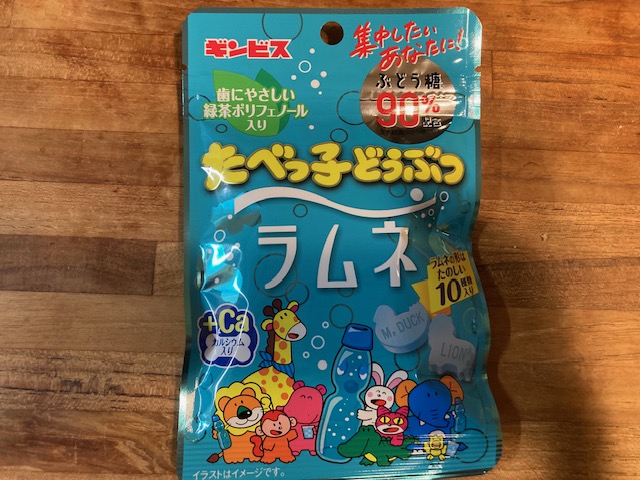 ギンビス
集中したい
あなたに!
ぶどう糖
90%
配合
歯にやさしい
緑茶ポリフェノール
入り
たべっ子どうぶつ
ラムネ
ラムネの形は
たのしい
10種類
入り
+Ca
カルシウム
入り
M. DUCK
LION
イラストはイメージです。